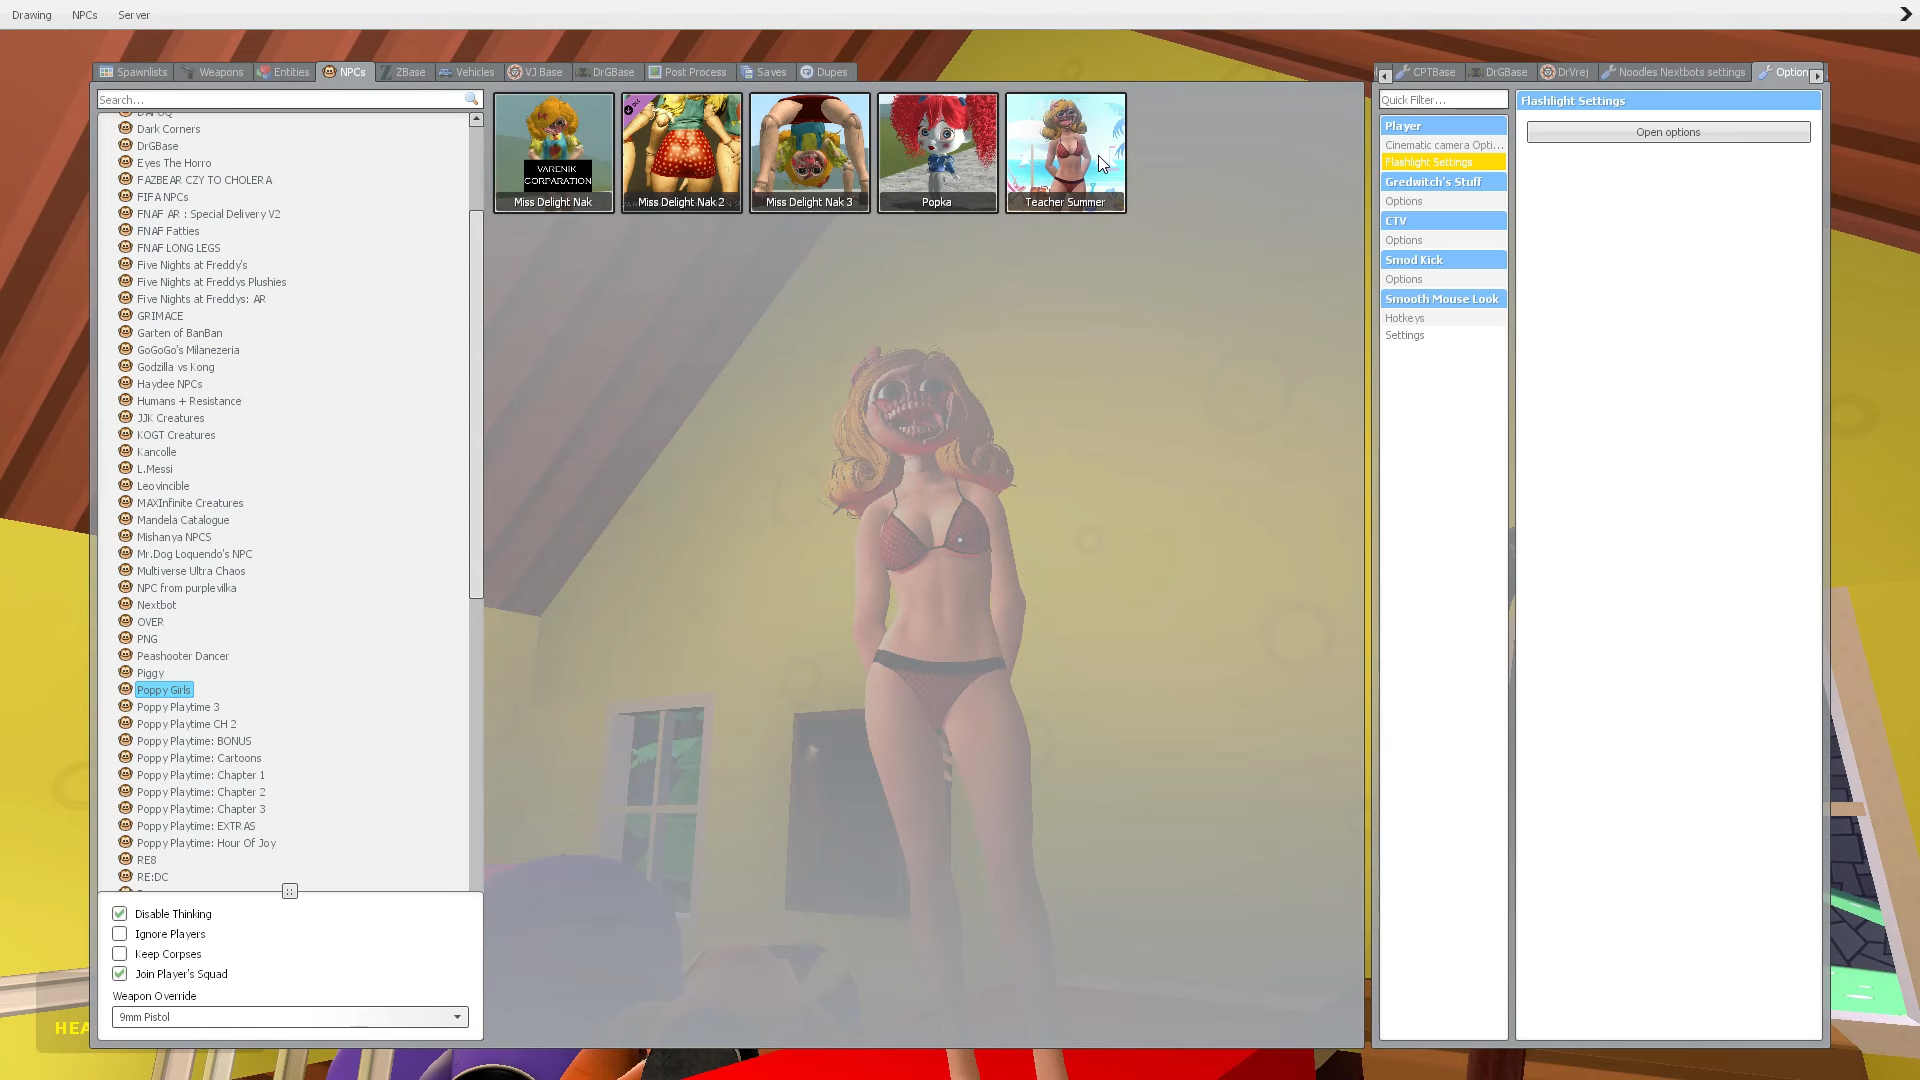 Drawing NPCs Server
Spawnlists Weapons Entities NPCs ZBase Vehicles VJ Base DrGBase Post Process Saves Dupes
CPTBase DrGBase DrVrej Noodles Nextbots settings Option
Search...
Dark Corners
DrGBase
Eyes The Horro
FAZBEAR CZY TO CHOLERA
FIFA NPCs
FNAF AR : Special Delivery V2
FNAF Fatties
FNAF LONG LEGS
Five Nights at Freddy's
Five Nights at Freddys Plushies
Five Nights at Freddys: AR
GRIMACE
Garten of BanBan
GoGoGo's Milanezeria
Godzilla vs Kong
Haydee NPCs
Humans + Resistance
JJK Creatures
KOGT Creatures
Kancolle
L.Messi
Leovincible
MAXInfinite Creatures
Mandela Catalogue
Mishanya NPCS
Mr.Dog Loquendo's NPC
Multiverse Ultra Chaos
NPC from purplevilka
Nextbot
OVER
PNG
Peashooter Dancer
Piggy
Poppy Girls
Poppy Playtime 3
Poppy Playtime CH 2
Poppy Playtime: BONUS
Poppy Playtime: Cartoons
Poppy Playtime: Chapter 1
Poppy Playtime: Chapter 2
Poppy Playtime: Chapter 3
Poppy Playtime: EXTRAS
Poppy Playtime: Hour Of Joy
RE8
RE:DC
Disable Thinking
Ignore Players
Keep Corpses
Join Player's Squad
Weapon Override
9mm Pistol
HEA
VARENIK
CORPARATION
Miss Delight Nak
Miss Delight Nak 2
Miss Delight Nak 3
Popka
Teacher Summer
Quick Filter...
Player
Cinematic camera Opti...
Flashlight Settings
Gredwitch's Stuff
Options
CTV
Options
Smod Kick
Options
Smooth Mouse Look
Hotkeys
Settings
Flashlight Settings
Open options